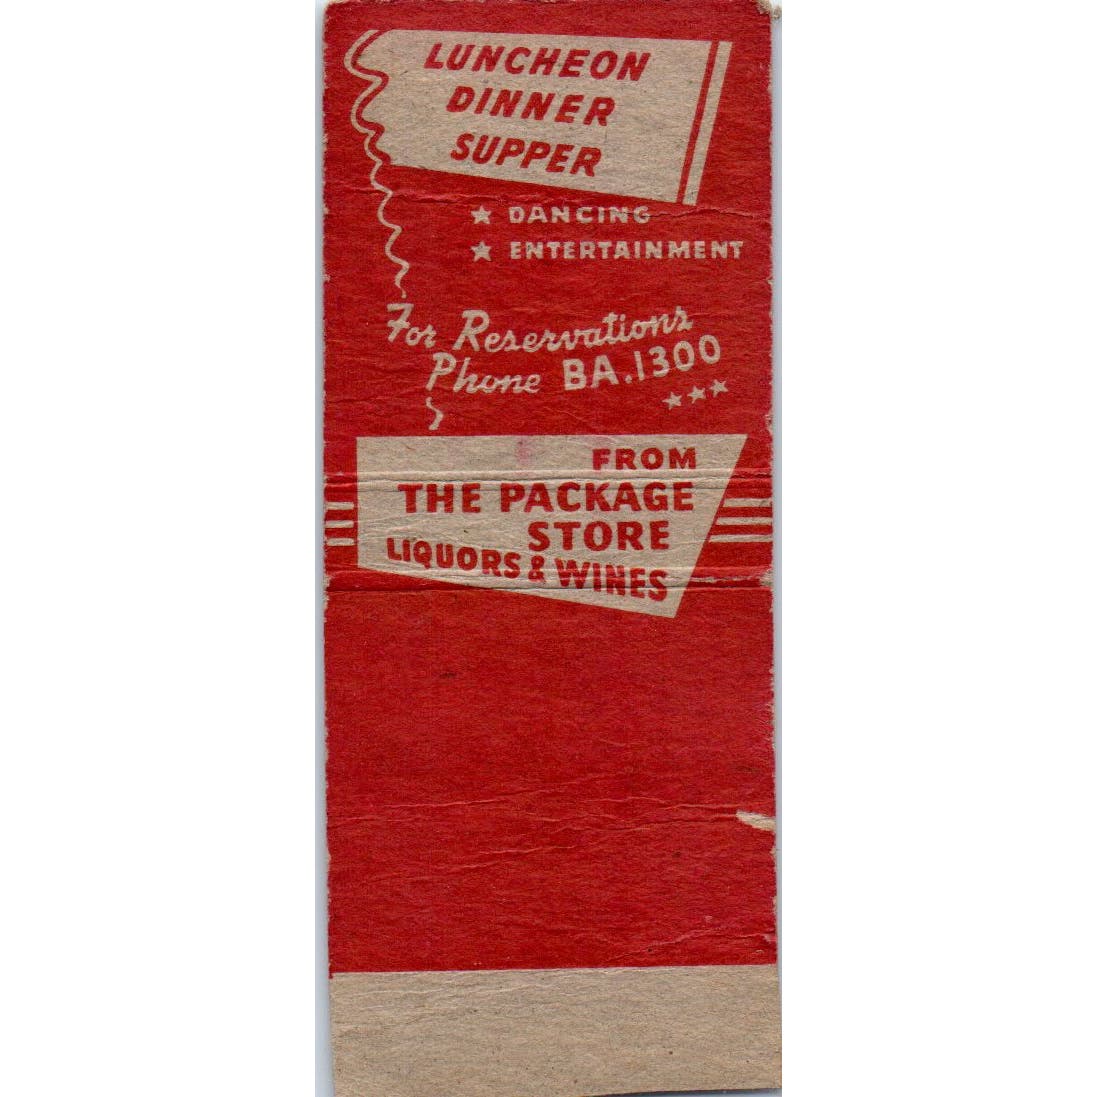 LUNCHEON
DINNER
SUPPER
★ DANCING
★ ENTERTAINMENT
For Reservations
Phone BA.1300
★★★
FROM
THE PACKAGE
STORE
LIQUORS & WINES